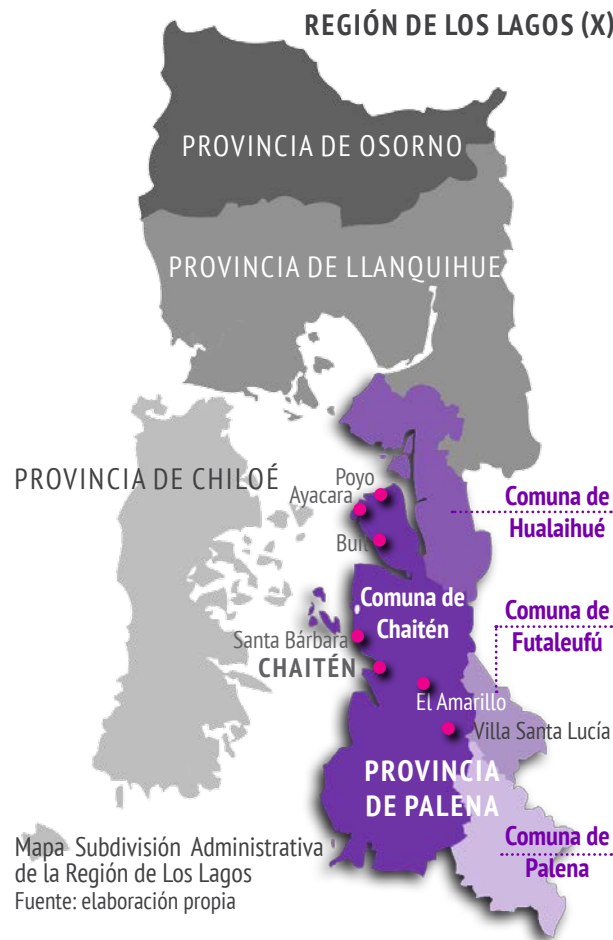 REGIÓN DE LOS LAGOS (X)
PROVINCIA DE OSORNO
PROVINCIA DE LLANQUIHUE
PROVINCIA DE CHILOÉ
Poyo
Ayacara
Buil
Comuna de
Hualaihué
Comuna de
Chaitén
Comuna de
Futaleufú
Santa Bárbara
CHAITÉN
El Amarillo
Villa Santa Lucía
PROVINCIA
DE PALENA
Comuna de
Palena
Mapa Subdivisión Administrativa
de la Región de Los Lagos
Fuente: elaboración propia